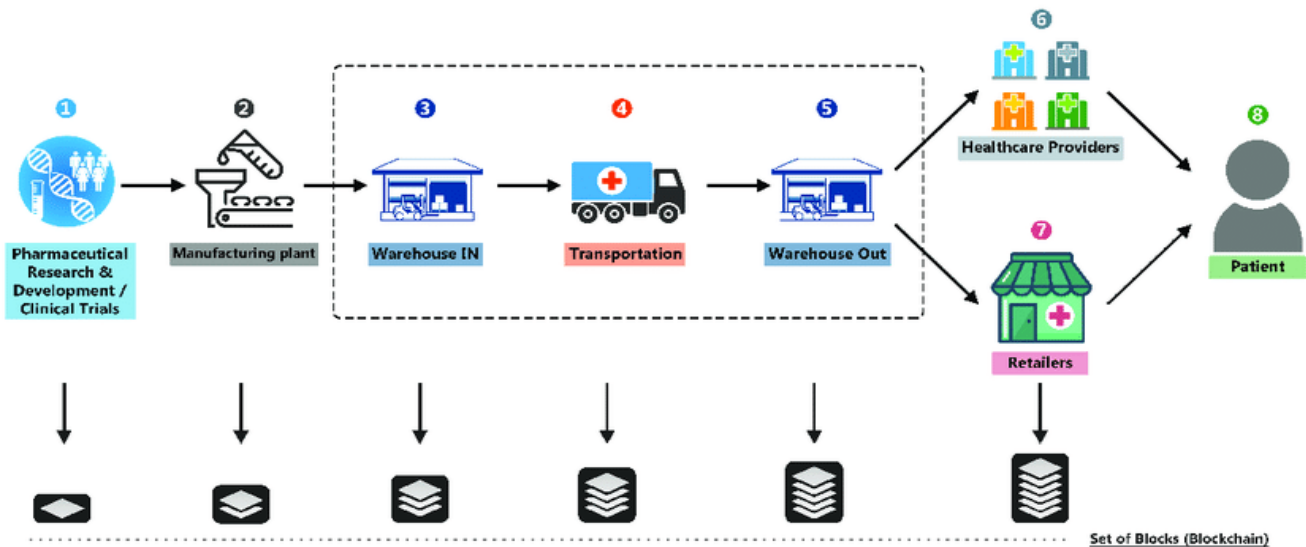 6
1
2
3
4
5
8
Healthcare Providers
7
Pharmaceutical
Research &
Development /
Clinical Trials
Manufacturing plant
Warehouse IN
Transportation
Warehouse Out
Patient
Retailers
Set of Blocks (Blockchain)